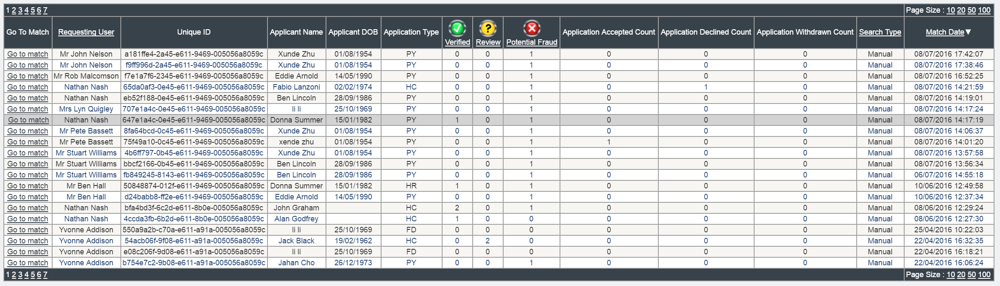 1 2 3 4 5 6 7 Page Size : 10 20 50 100
Go To Match Requesting User Unique ID Applicant Name Applicant DOB Application Type Verified Review Potential Fraud Application Accepted Count Application Declined Count Application Withdrawn Count Search Type Match Date▼
Go to match Mr John Nelson a181ffe4-2a45-e611-9469-005056a8059c Xunde Zhu 01/08/1954 PY 0 0 1 0 0 0 Manual 08/07/2016 17:42:07
Go to match Mr John Nelson f9ff996d-2a45-e611-9469-005056a8059c Xunde Zhu 01/08/1954 PY 0 0 1 0 0 0 Manual 08/07/2016 17:38:46
Go to match Mr Rob Malcomson f7e1a7f6-2345-e611-9469-005056a8059c Eddie Arnold 14/05/1990 PY 0 0 1 0 0 0 Manual 08/07/2016 16:52:25
Go to match Nathan Nash 65da0af3-0e45-e611-9469-005056a8059c Fabio Lanzoni 02/02/1974 HC 0 0 1 0 1 0 Manual 08/07/2016 14:21:59
Go to match Nathan Nash eb52f188-0e45-e611-9469-005056a8059c Ben Lincoln 28/09/1986 PY 0 0 1 0 0 0 Manual 08/07/2016 14:19:01
Go to match Mrs Lyn Quigley 707e1a4c-0e45-e611-9469-005056a8059c li li 25/10/1969 PY 0 0 1 0 0 0 Manual 08/07/2016 14:17:24
Go to match Nathan Nash 647e1a4c-0e45-e611-9469-005056a8059c Donna Summer 15/01/1982 PY 1 0 1 0 0 0 Manual 08/07/2016 14:17:19
Go to match Mr Pete Bassett 8fa64bcd-0c45-e611-9469-005056a8059c Xunde Zhu 01/08/1954 PY 0 0 1 0 0 0 Manual 08/07/2016 14:06:37
Go to match Mr Pete Bassett 75f49a10-0c45-e611-9469-005056a8059c xende zhu 01/08/1954 PY 0 0 1 1 0 0 Manual 08/07/2016 14:01:20
Go to match Mr Stuart Williams 4b6ff797-0b45-e611-9469-005056a8059c Xunde Zhu 01/08/1954 PY 0 0 1 0 0 0 Manual 08/07/2016 13:57:58
Go to match Mr Stuart Williams bbcf2166-0b45-e611-9469-005056a8059c Ben Lincoln 28/09/1986 PY 0 0 1 0 0 0 Manual 08/07/2016 13:56:34
Go to match Mr Stuart Williams fb849245-8143-e611-9469-005056a8059c Ben Lincoln 28/09/1986 PY 0 0 1 0 0 0 Manual 06/07/2016 14:55:18
Go to match Mr Ben Hall 50848874-012f-e611-9469-005056a8059c Donna Summer 15/01/1982 HR 1 0 1 0 0 0 Manual 10/06/2016 12:49:58
Go to match Mr Ben Hall d24babb8-ff2e-e611-9469-005056a8059c Eddie Arnold 14/05/1990 PY 0 0 1 0 0 0 Manual 10/06/2016 12:37:34
Go to match Nathan Nash bfa4bd3f-6c2d-e611-8b0e-005056a8059c John Graham HC 2 0 1 0 0 0 Manual 08/06/2016 12:29:24
Go to match Nathan Nash 4ccda3fb-6b2d-e611-8b0e-005056a8059c Alan Godfrey HC 1 0 0 0 0 0 Manual 08/06/2016 12:27:30
Go to match Yvonne Addison 550a9a2b-c70a-e611-a91a-005056a8059c li li 25/10/1969 FD 0 0 0 0 0 0 Manual 25/04/2016 10:22:03
Go to match Yvonne Addison 54acb06f-9f08-e611-a91a-005056a8059c Jack Black 19/02/1962 HC 0 2 0 0 0 0 Manual 22/04/2016 16:32:35
Go to match Yvonne Addison e08c206f-9d08-e611-a91a-005056a8059c li li 25/10/1969 FD 0 0 0 0 0 0 Manual 22/04/2016 16:18:21
Go to match Yvonne Addison b754e7c2-9b08-e611-a91a-005056a8059c Jahan Cho 26/12/1973 PY 0 0 1 0 0 0 Manual 22/04/2016 16:06:24
1 2 3 4 5 6 7 Page Size : 10 20 50 100